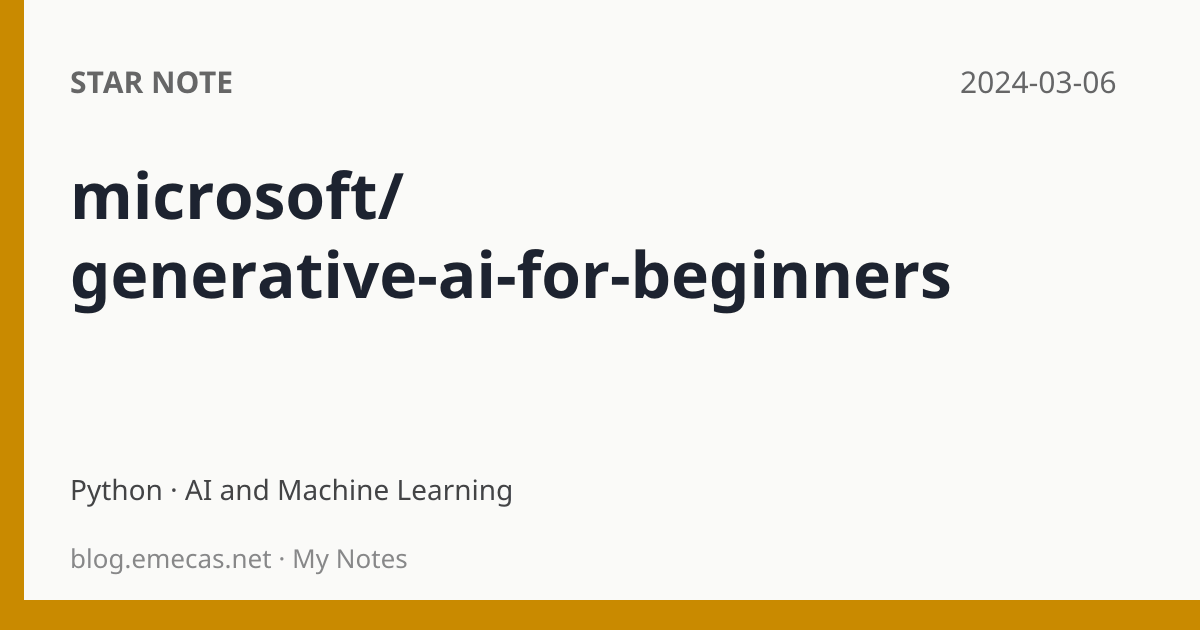 STAR NOTE 2024-03-06
microsoft/
generative-ai-for-beginners
Python · AI and Machine Learning
blog.emecas.net · My Notes